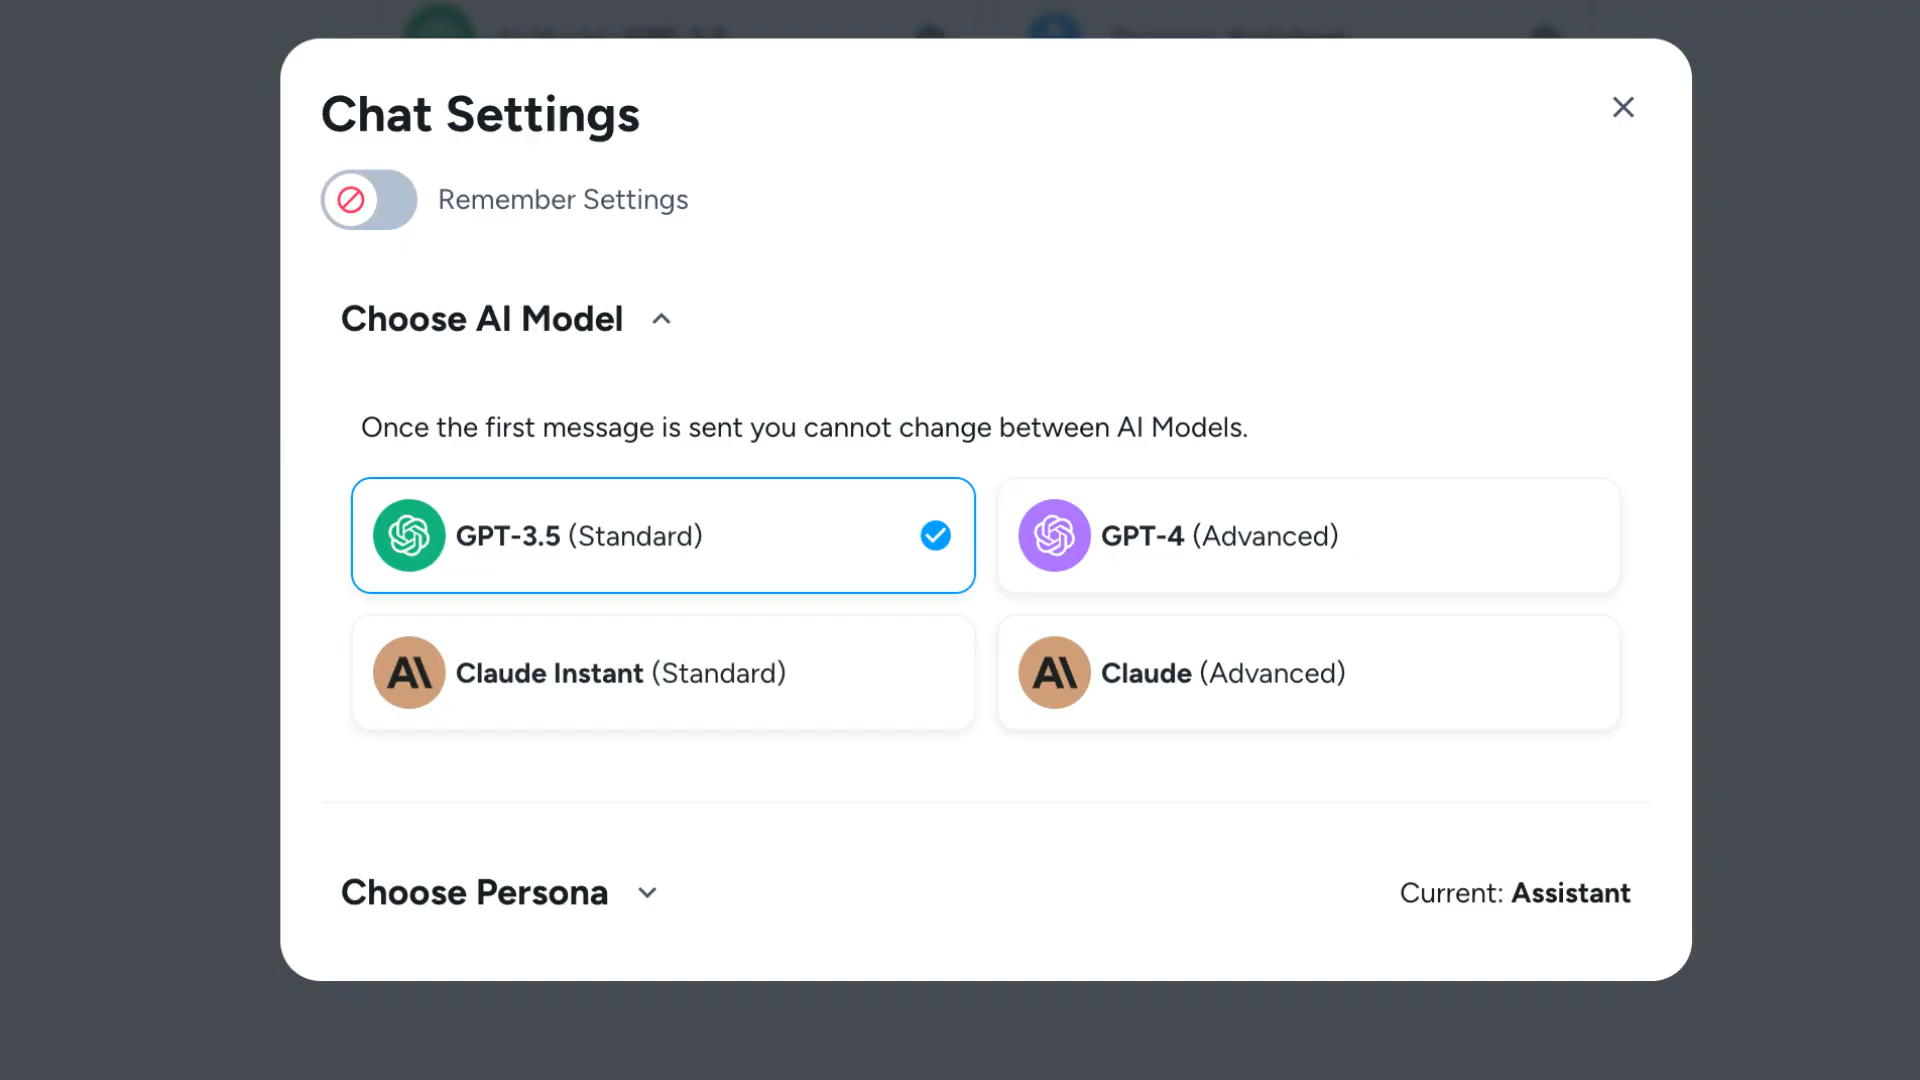 Chat Settings
Remember Settings
Choose AI Model
Once the first message is sent you cannot change between AI Models.
GPT-3.5 (Standard)
GPT-4 (Advanced)
Claude Instant (Standard)
Claude (Advanced)
Choose Persona
Current: Assistant